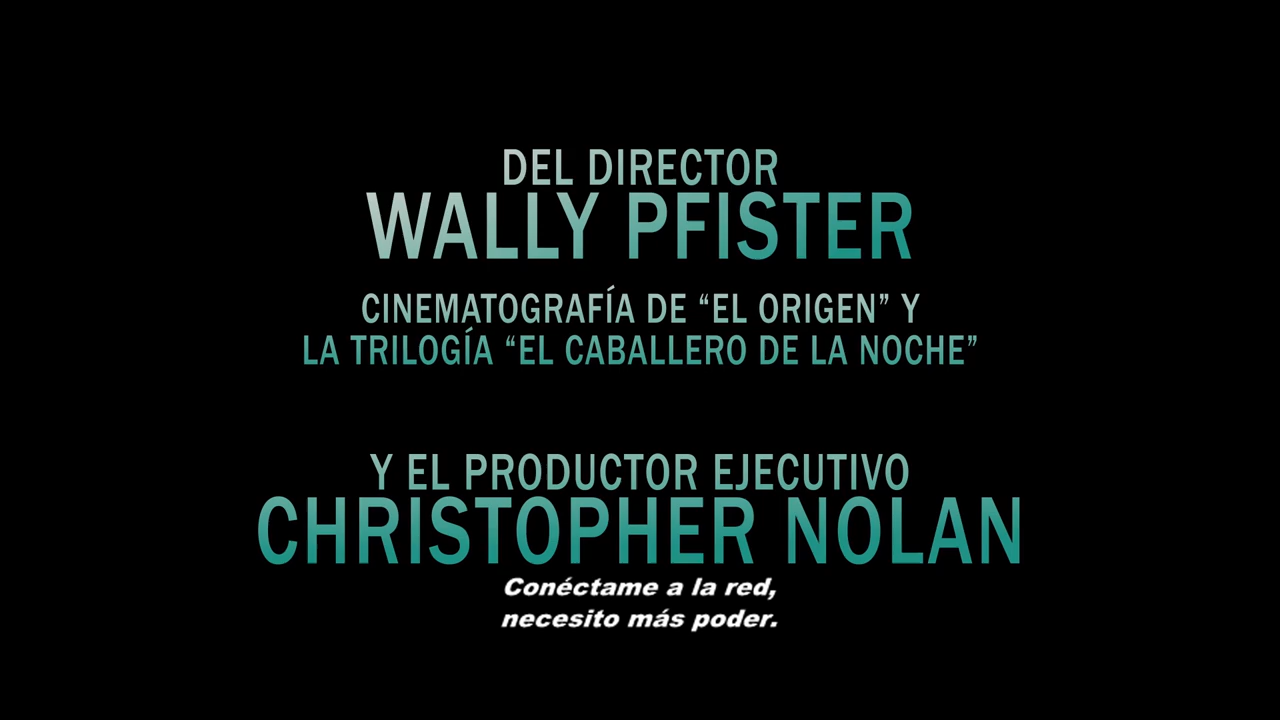 DEL DIRECTOR
WALLY PFISTER
CINEMATOGRAFÍA DE “EL ORIGEN” Y
LA TRILOGÍA “EL CABALLERO DE LA NOCHE”
Y EL PRODUCTOR EJECUTIVO
CHRISTOPHER NOLAN
Conéctame a la red,
necesito más poder.